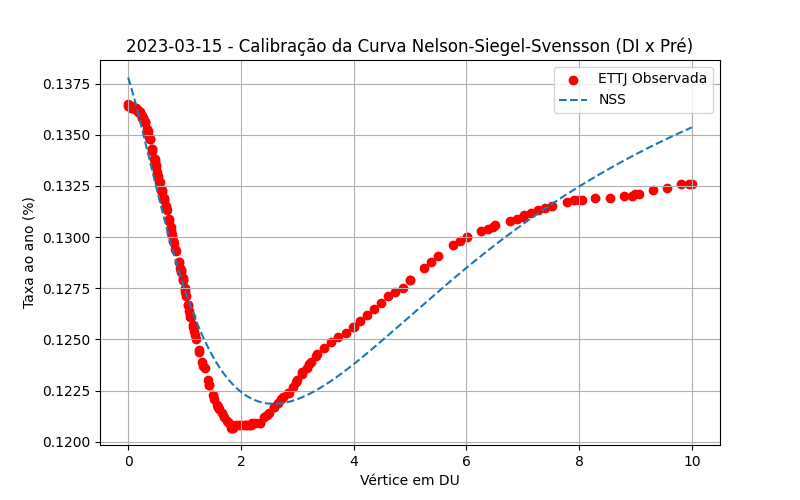 2023-03-15 - Calibração da Curva Nelson-Siegel-Svensson (DI x Pré)
ETTJ Observada
NSS
Taxa ao ano (%)
0.1375
0.1350
0.1325
0.1300
0.1275
0.1250
0.1225
0.1200
0
2
4
6
8
10
Vértice em DU